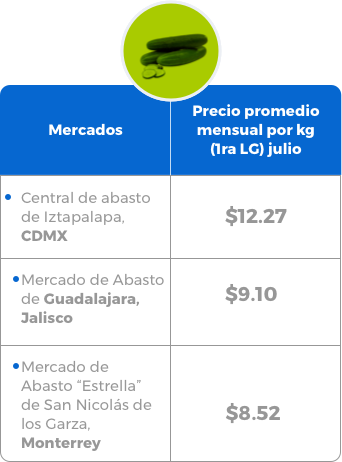 Mercados
Precio promedio
mensual por kg
(1ra LG) julio
• Central de abasto
de Iztapalapa,
CDMX
$12.27
• Mercado de Abasto
de Guadalajara,
Jalisco
$9.10
• Mercado de
Abasto “Estrella”
de San Nicolás de
los Garza,
Monterrey
$8.52